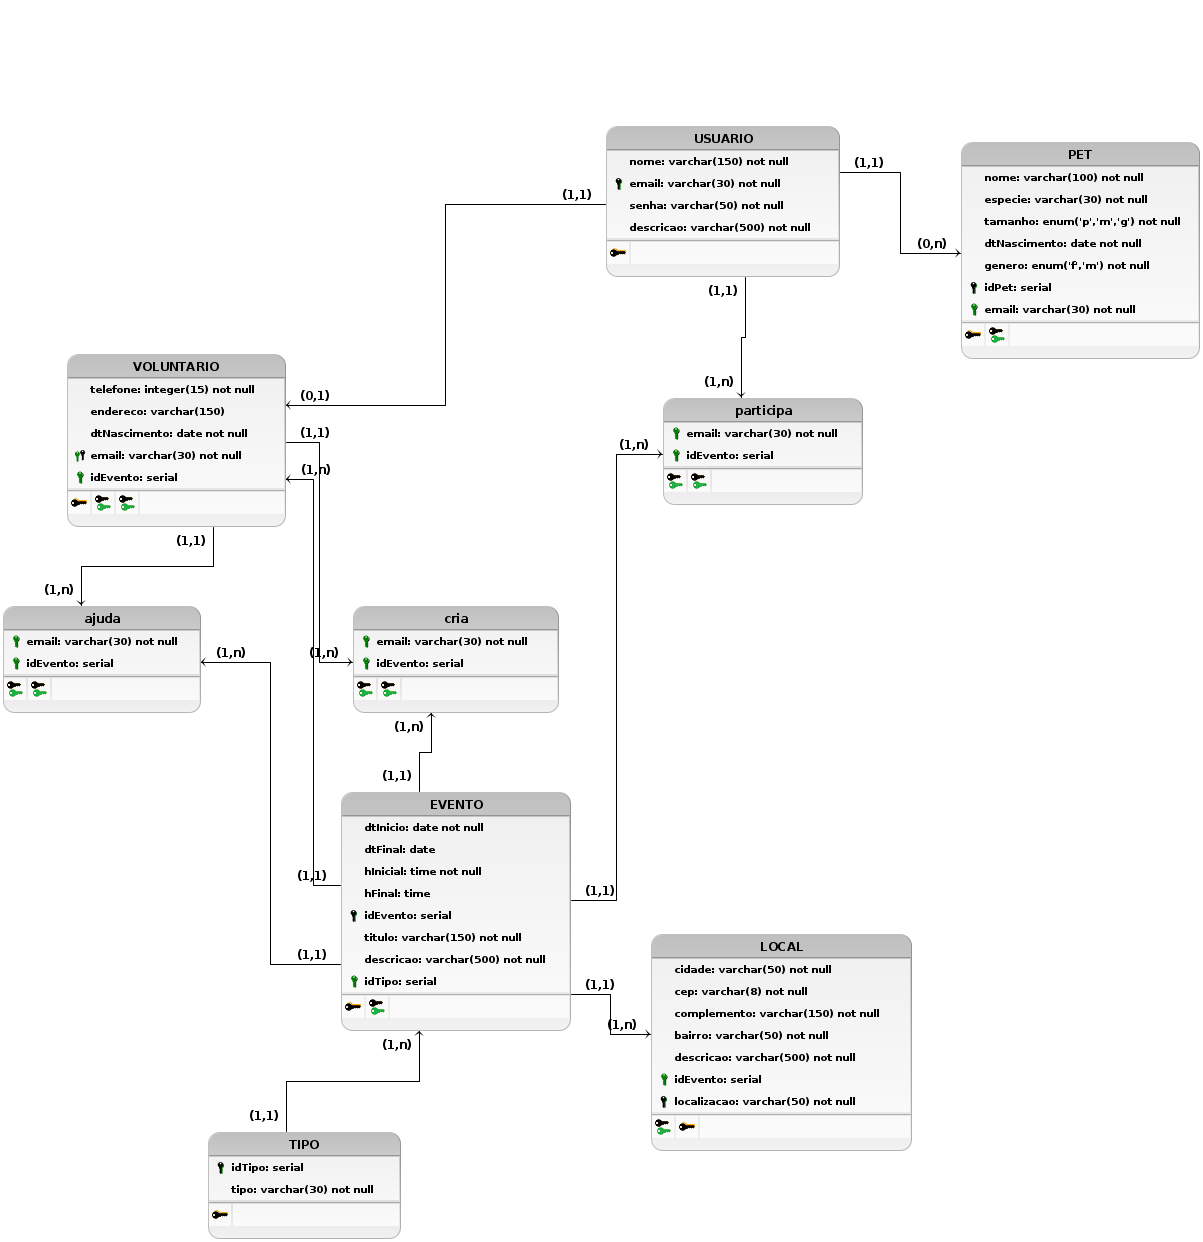 USUARIO
nome: varchar(150) not null
email: varchar(30) not null
senha: varchar(50) not null
descricao: varchar(500) not null
(1,1)
(0,n)
PET
nome: varchar(100) not null
especie: varchar(30) not null
tamanho: enum('p','m','g') not null
dtNascimento: date not null
genero: enum('f','m') not null
idPet: serial
email: varchar(30) not null
(1,1)
(0,1)
(1,1)
(1,n)
VOLUNTARIO
telefone: integer(15) not null
endereco: varchar(150)
dtNascimento: date not null
email: varchar(30) not null
idEvento: serial
(1,1)
(1,n)
(1,n)
(1,1)
(1,n)
participa
email: varchar(30) not null
idEvento: serial
(1,1)
(1,n)
ajuda
email: varchar(30) not null
idEvento: serial
(1,n)
(1,n)
cria
email: varchar(30) not null
idEvento: serial
(1,n)
(1,1)
EVENTO
dtInicio: date not null
dtFinal: date
hInicial: time not null
hFinal: time
idEvento: serial
titulo: varchar(150) not null
descricao: varchar(500) not null
idTipo: serial
(1,1)
(1,1)
(1,1)
(1,n)
LOCAL
cidade: varchar(50) not null
cep: varchar(8) not null
complemento: varchar(150) not null
bairro: varchar(50) not null
descricao: varchar(500) not null
idEvento: serial
localizacao: varchar(50) not null
(1,n)
(1,1)
TIPO
idTipo: serial
tipo: varchar(30) not null